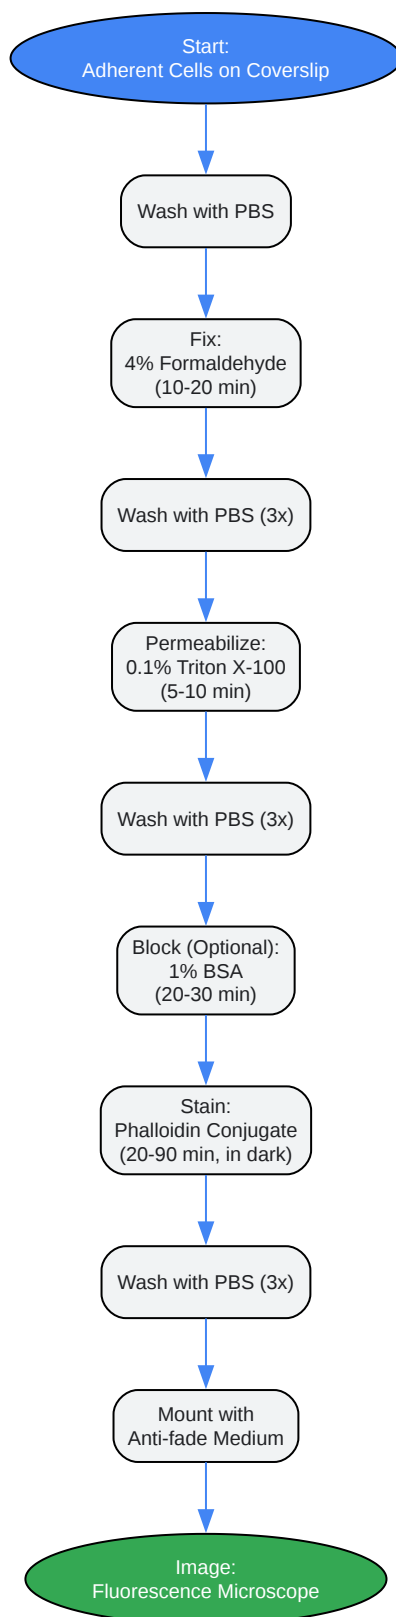 Start:
Adherent Cells on Coverslip
Wash with PBS
Fix:
4% Formaldehyde
(10-20 min)
Wash with PBS (3x)
Permeabilize:
0.1% Triton X-100
(5-10 min)
Wash with PBS (3x)
Block (Optional):
1% BSA
(20-30 min)
Stain:
Phalloidin Conjugate
(20-90 min, in dark)
Wash with PBS (3x)
Mount with
Anti-fade Medium
Image:
Fluorescence Microscope